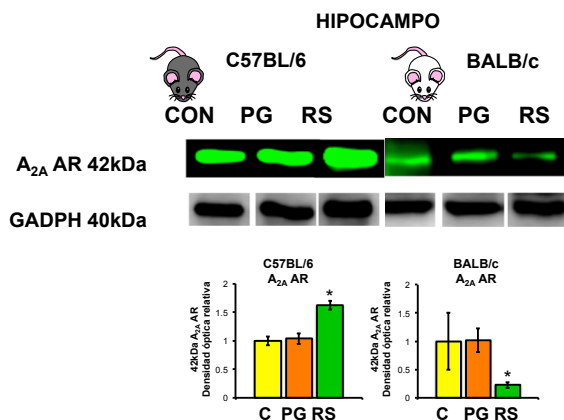 HIPOCAMPO
C57BL/6 BALB/c
CON PG RS CON PG RS
A2A AR 42kDa
GADPH 40kDa
C57BL/6
A2A AR
42kDa A2A AR
Densidad óptica relativa
2
1.5
1
0.5
0
*
C PG RS
BALB/c
A2A AR
42kDa A2A AR
Densidad óptica relativa
2
1.5
1
0.5
0
*
C PG RS